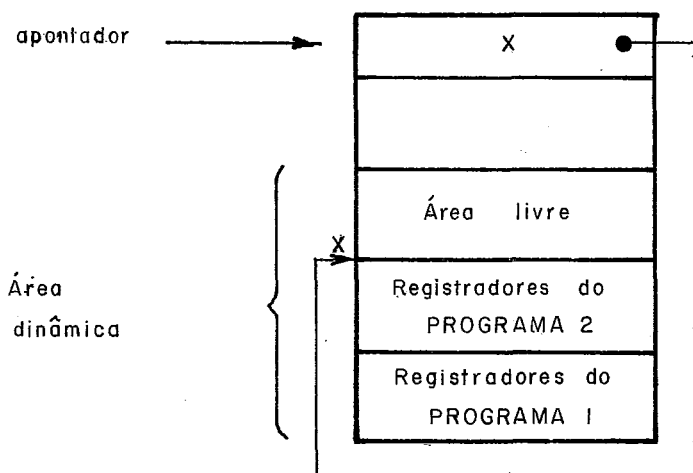 apontador
X
Área livre
X
Registradores do
PROGRAMA 2
Área
dinâmica
Registradores do
PROGRAMA 1